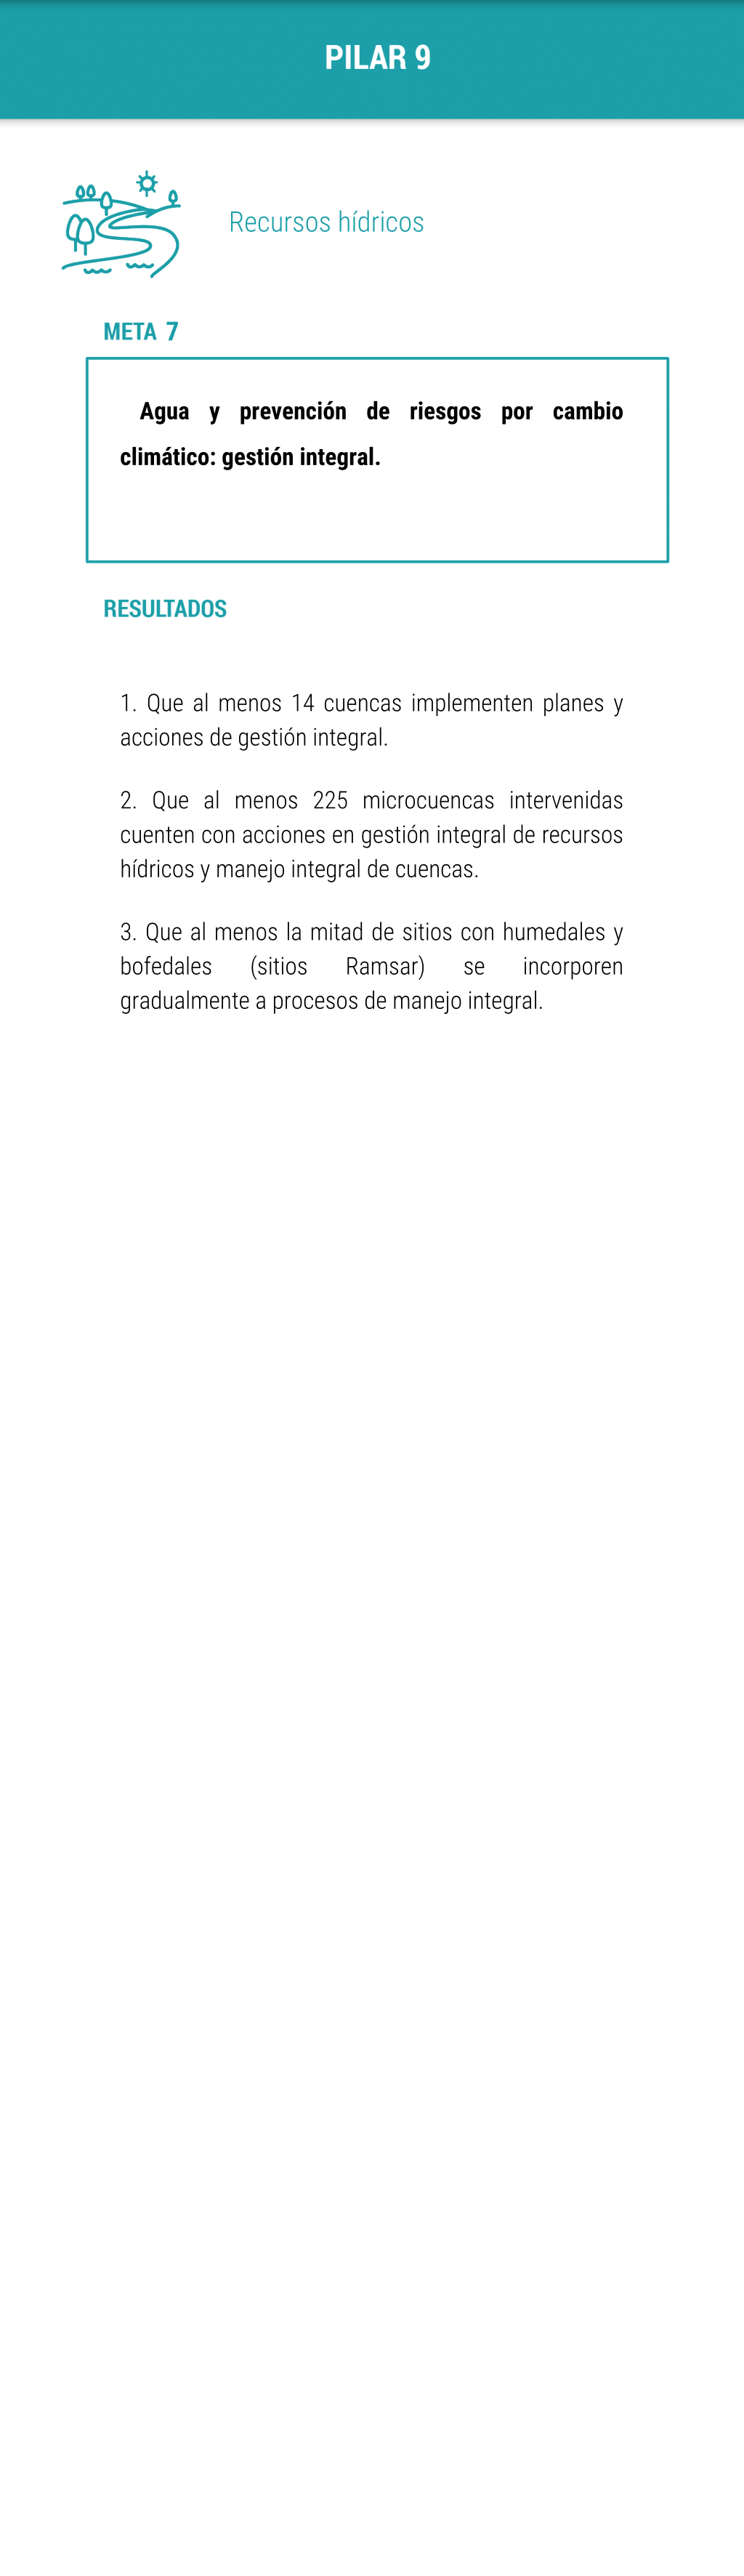 PILAR 9
Recursos hídricos
META 7
Agua y prevención de riesgos por cambio
climático: gestión integral.
RESULTADOS
1. Que al menos 14 cuencas implementen planes y
acciones de gestión integral.
2. Que al menos 225 microcuencas intervenidas
cuenten con acciones en gestión integral de recursos
hídricos y manejo integral de cuencas.
3. Que al menos la mitad de sitios con humedales y
bofedales (sitios Ramsar) se incorporen
gradualmente a procesos de manejo integral.